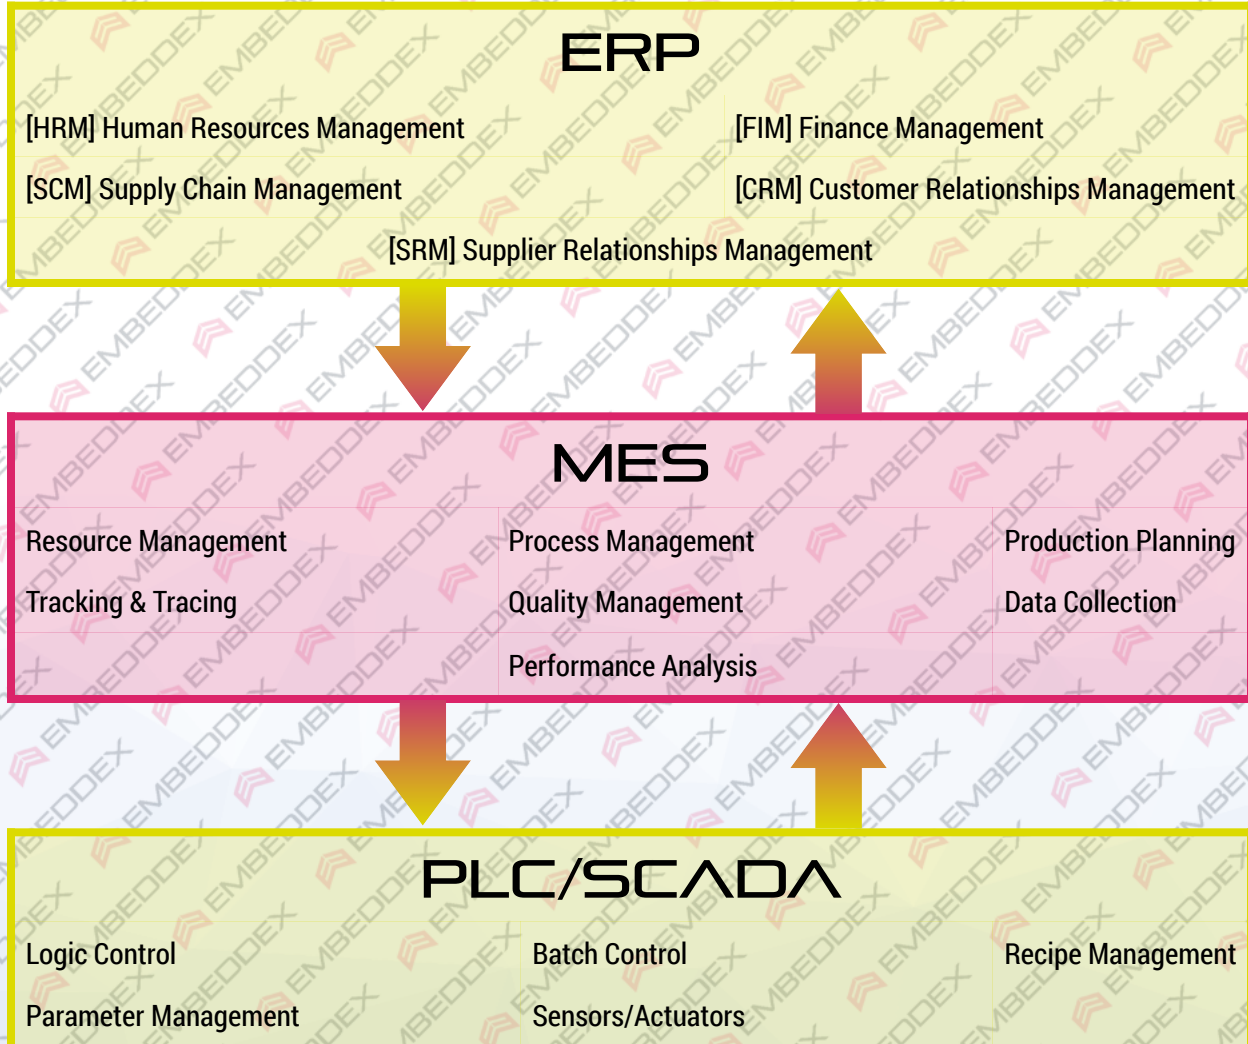 ERP
[HRM] Human Resources Management [FIM] Finance Management
[SCM] Supply Chain Management [CRM] Customer Relationships Management
[SRM] Supplier Relationships Management
MES
Resource Management Process Management Production Planning
Tracking & Tracing Quality Management Data Collection
Performance Analysis
PLC/SCADA
Logic Control Batch Control Recipe Management
Parameter Management Sensors/Actuators
EMBEDDEX